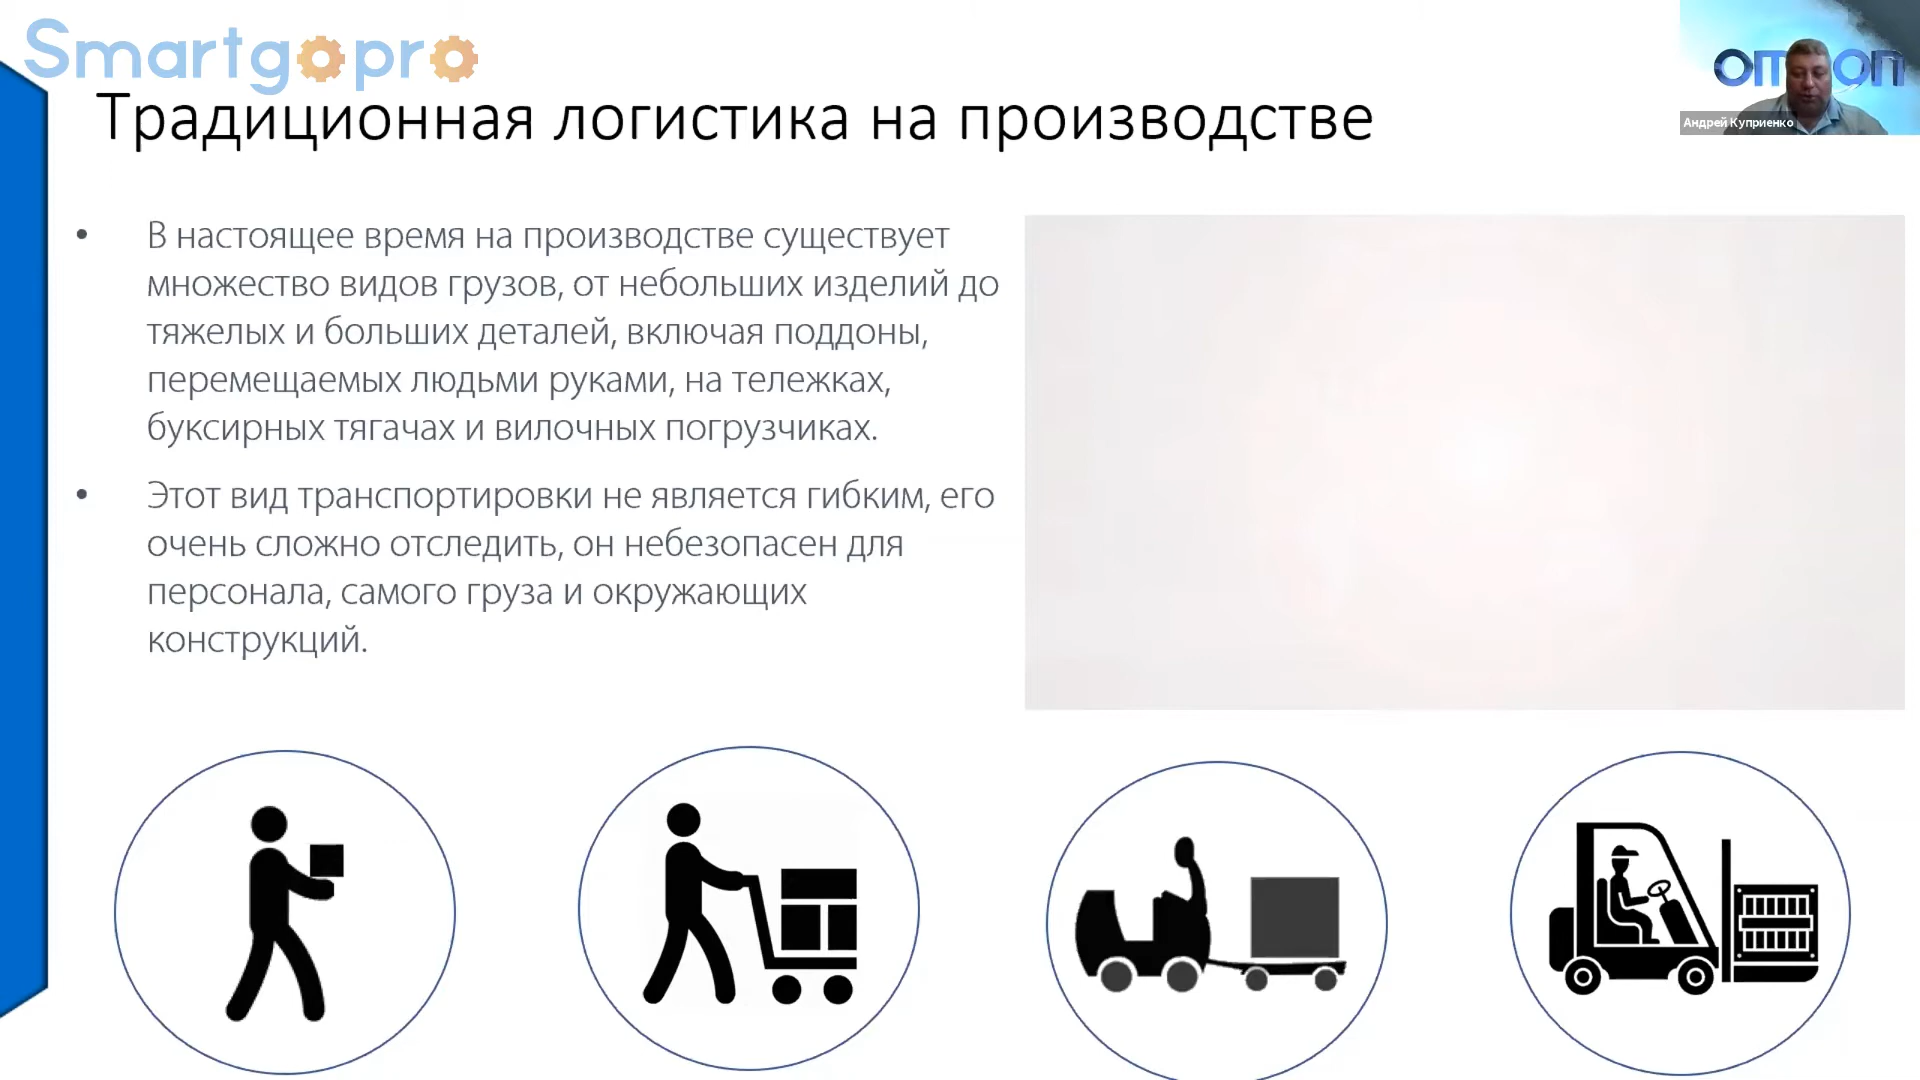 Smartgopro
Традиционная логистика на производстве
Андрей Куприенко
• В настоящее время на производстве существует
множество видов грузов, от небольших изделий до
тяжелых и больших деталей, включая поддоны,
перемещаемых людьми руками, на тележках,
буксирных тягачах и вилочных погрузчиках.
• Этот вид транспортировки не является гибким, его
очень сложно отследить, он небезопасен для
персонала, самого груза и окружающих
конструкций.